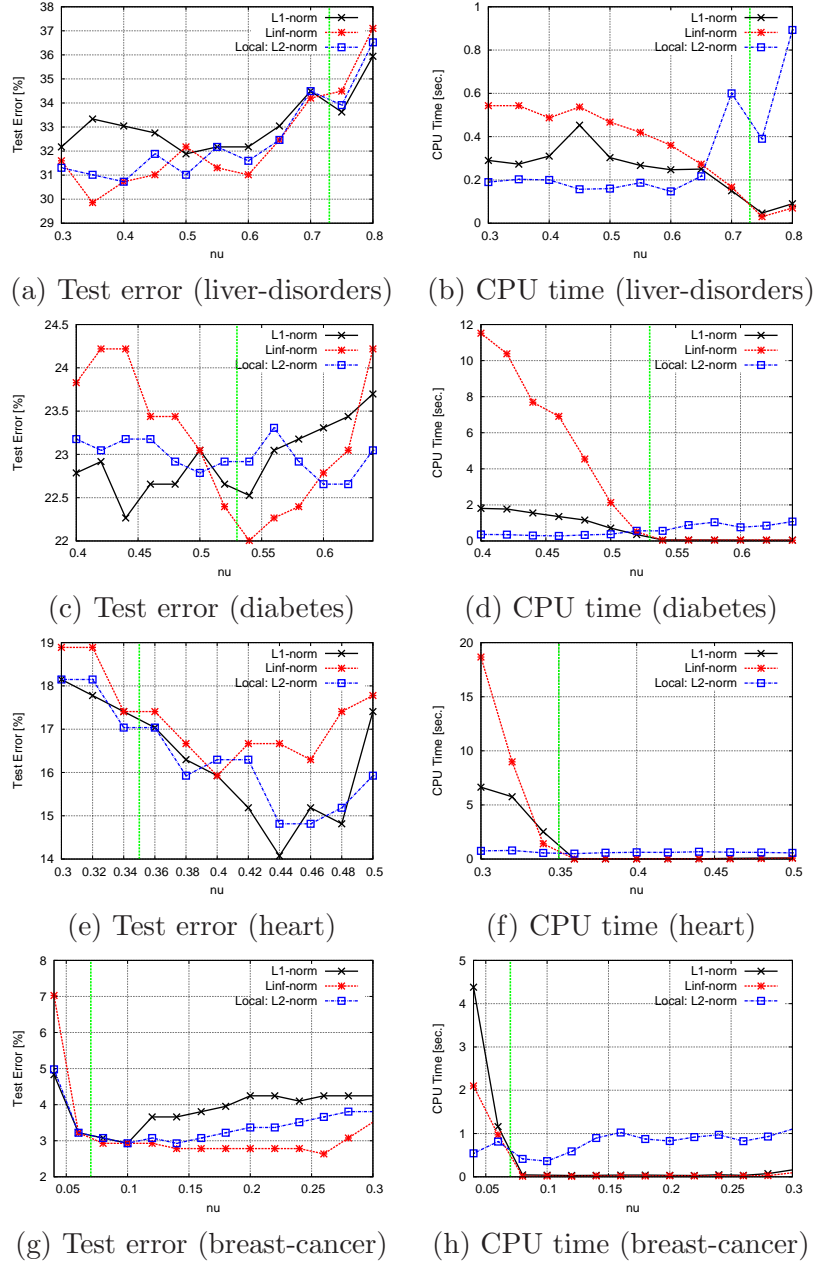 38
37
36
35
34
33
32
31
30
29
0.3 0.4 0.5 0.6 0.7 0.8
Test Error [%]
nu
L1-norm
Linf-norm
Local: L2-norm
1
0.8
0.6
0.4
0.2
0
0.3 0.4 0.5 0.6 0.7 0.8
CPU Time [sec.]
nu
L1-norm
Linf-norm
Local: L2-norm
(a) Test error (liver-disorders)
(b) CPU time (liver-disorders)
24.5
24
23.5
23
22.5
22
0.4 0.45 0.5 0.55 0.6
Test Error [%]
nu
L1-norm
Linf-norm
Local: L2-norm
12
10
8
6
4
2
0
0.4 0.45 0.5 0.55 0.6
CPU Time [sec.]
nu
L1-norm
Linf-norm
Local: L2-norm
(c) Test error (diabetes)
(d) CPU time (diabetes)
19
18
17
16
15
14
0.3 0.32 0.34 0.36 0.38 0.4 0.42 0.44 0.46 0.48 0.5
Test Error [%]
nu
L1-norm
Linf-norm
Local: L2-norm
20
15
10
5
0
0.3 0.35 0.4 0.45 0.5
CPU Time [sec.]
nu
L1-norm
Linf-norm
Local: L2-norm
(e) Test error (heart)
(f) CPU time (heart)
8
7
6
5
4
3
2
0.05 0.1 0.15 0.2 0.25 0.3
Test Error [%]
nu
L1-norm
Linf-norm
Local: L2-norm
5
4
3
2
1
0
0.05 0.1 0.15 0.2 0.25 0.3
CPU Time [sec.]
nu
L1-norm
Linf-norm
Local: L2-norm
(g) Test error (breast-cancer)
(h) CPU time (breast-cancer)